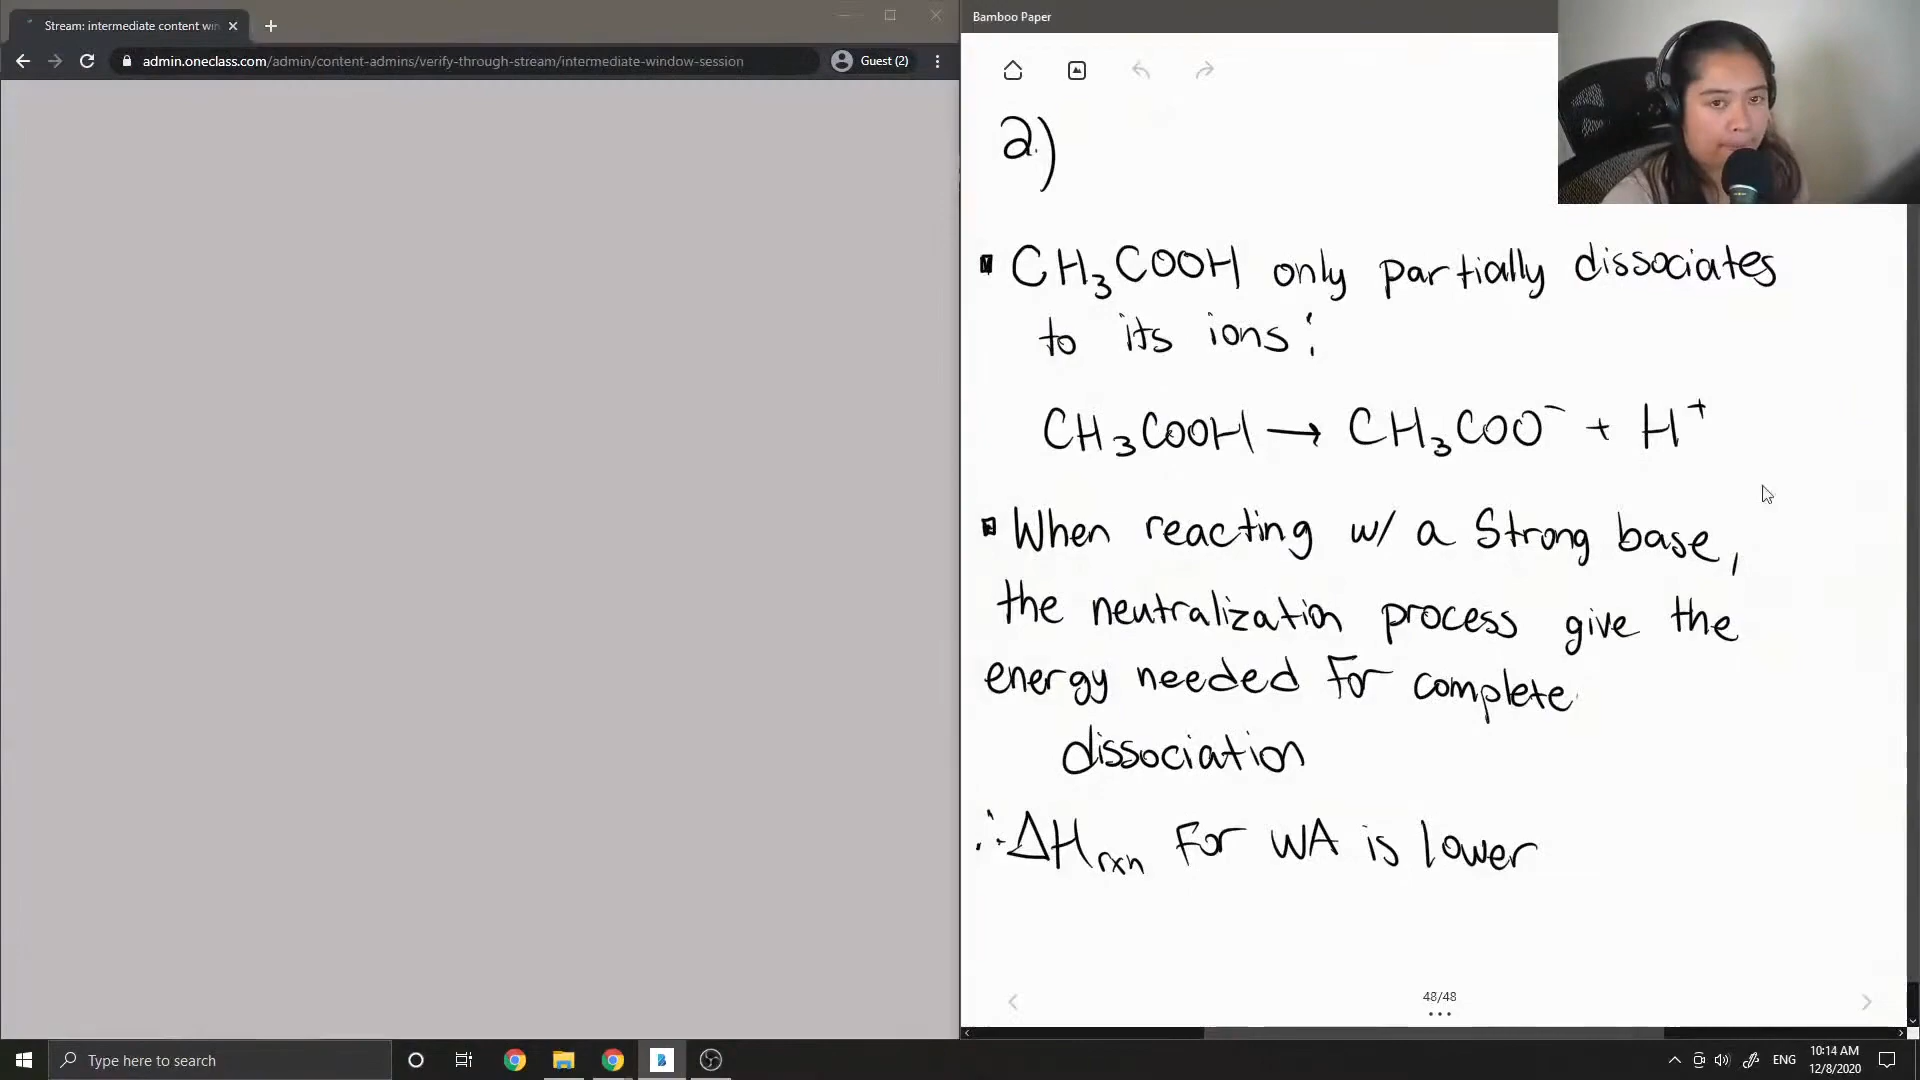 Stream: intermediate content win
admin.oneclass.com/admin/content-admins/verify-through-stream/intermediate-window-session
Guest (2)
Bamboo Paper
2)
CH₃COOH only partially dissociates
to its ions:
CH₃COOH → CH₃COO⁻ + H⁺
When reacting w/ a Strong base,
the neutralization process give the
energy needed for complete
dissociation
∴ ΔHrxn for WA is lower
48/48
Type here to search
ENG
10:14 AM
12/8/2020